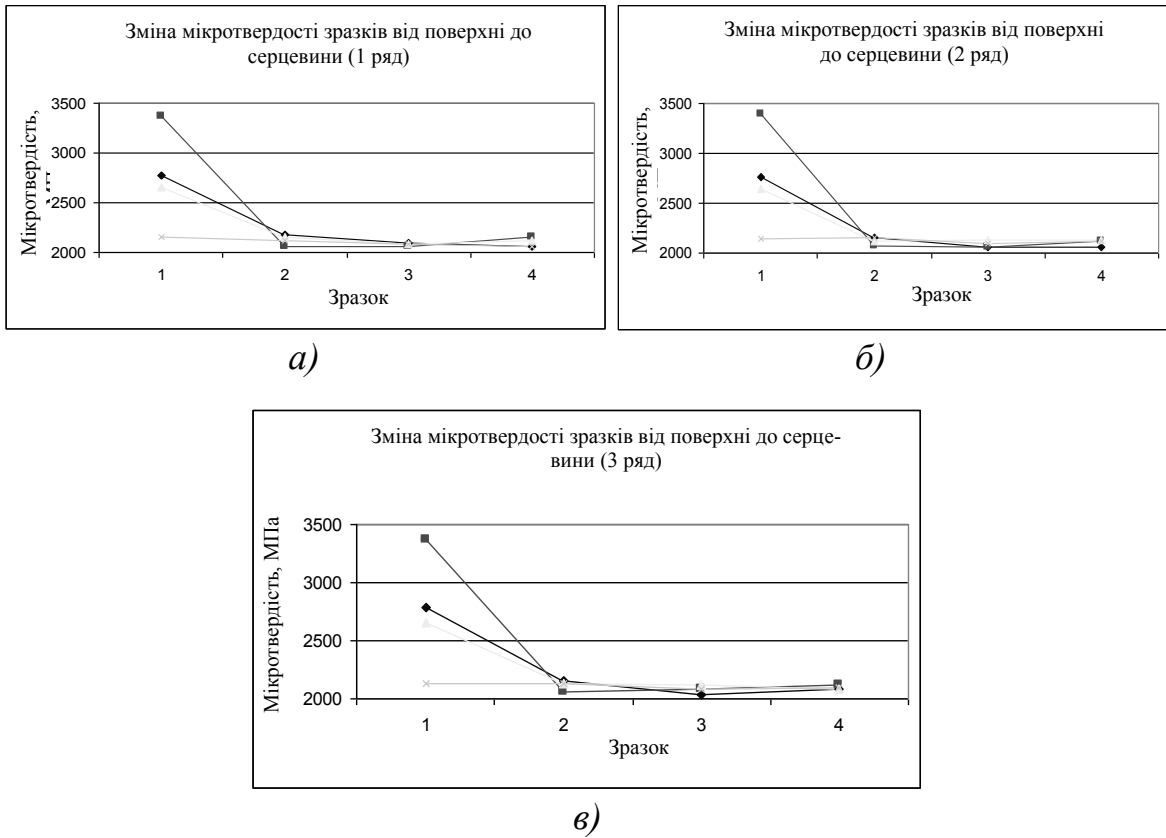 Зміна мікротвердості зразків від поверхні до
серцевини (1 ряд)
3500
3000
2500
2000
Мікротвердість,
1 2 3 4
Зразок
а)
Зміна мікротвердості зразків від поверхні
до серцевини (2 ряд)
3500
3000
2500
2000
Мікротвердість,
1 2 3 4
Зразок
б)
Зміна мікротвердості зразків від поверхні до серце-
вини (3 ряд)
3500
3000
2500
2000
Мікротвердість, МПа
1 2 3 4
Зразок
в)